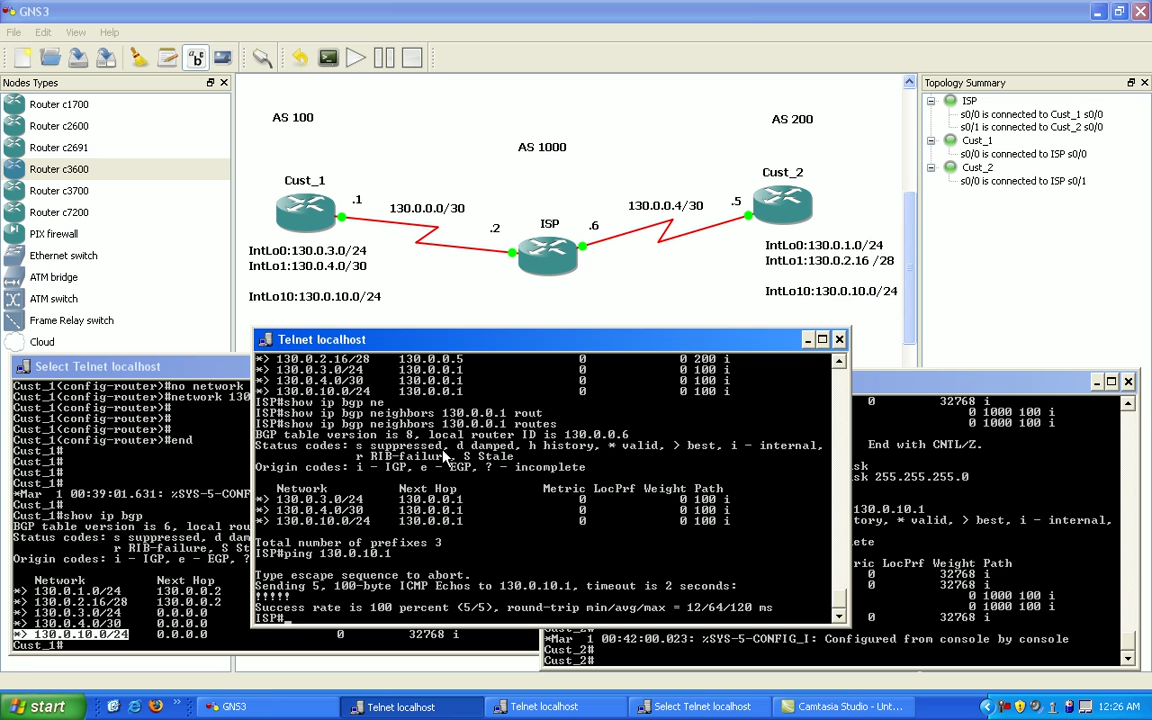 GNS3
File Edit View Help
Nodes Types
Router c1700
Router c2600
Router c2691
Router c3600
Router c3700
Router c7200
PIX firewall
Ethernet switch
ATM bridge
ATM switch
Frame Relay switch
Cloud
AS 100
AS 1000
AS 200
Cust_1
.1
130.0.0.0/30
.2
ISP
.6
130.0.0.4/30
.5
Cust_2
IntLo0:130.0.3.0/24
IntLo1:130.0.4.0/30
IntLo10:130.0.10.0/24
IntLo0:130.0.1.0/24
IntLo1:130.0.2.16 /28
IntLo10:130.0.10.0/24
Topology Summary
ISP
s0/0 is connected to Cust_1 s0/0
s0/1 is connected to Cust_2 s0/0
Cust_1
s0/0 is connected to ISP s0/0
Cust_2
s0/0 is connected to ISP s0/1
Select Telnet localhost
Cust_1(config-router)#no network
Cust_1(config-router)#network 130
Cust_1(config-router)#
Cust_1(config-router)#
Cust_1(config-router)#
Cust_1(config-router)#end
Cust_1#
Cust_1#
Cust_1#
Cust_1#
*Mar  1 00:39:01.631: %SYS-5-CONF
Cust_1#
Cust_1#show ip bgp
BGP table version is 6, local rou
Status codes: s suppressed, d dam
r RIB-failure, S St
Origin codes: i - IGP, e - EGP, ?
Network Next Hop
*> 130.0.1.0/24 130.0.0.2
*> 130.0.2.16/28 130.0.0.2
*> 130.0.3.0/24 0.0.0.0
*> 130.0.4.0/30 0.0.0.0
*> 130.0.10.0/24 0.0.0.0 0 32768 i
Cust_1#
Telnet localhost
*> 130.0.2.16/28 130.0.0.5 0 0 200 i
*> 130.0.3.0/24 130.0.0.1 0 0 100 i
*> 130.0.4.0/30 130.0.0.1 0 0 100 i
*> 130.0.10.0/24 130.0.0.1 0 0 100 i
ISP#show ip bgp ne
ISP#show ip bgp neighbors 130.0.0.1 rout
ISP#show ip bgp neighbors 130.0.0.1 routes
BGP table version is 8, local router ID is 130.0.0.6
Status codes: s suppressed, d damped, h history, * valid, > best, i - internal,
r RIB-failure, S Stale
Origin codes: i - IGP, e - EGP, ? - incomplete
Network Next Hop Metric LocPrf Weight Path
*> 130.0.3.0/24 130.0.0.1 0 0 100 i
*> 130.0.4.0/30 130.0.0.1 0 0 100 i
*> 130.0.10.0/24 130.0.0.1 0 0 100 i
Total number of prefixes 3
ISP#ping 130.0.10.1
Type escape sequence to abort.
Sending 5, 100-byte ICMP Echos to 130.0.10.1, timeout is 2 seconds:
!!!!!
Success rate is 100 percent (5/5), round-trip min/avg/max = 12/64/120 ms
ISP#_
0 32768 i
0 1000 100 i
0 1000 100 i
End with CNTL/Z.
sk
sk 255.255.255.0
130.0.10.1
tory, * valid, > best, i - internal,
ete
ric LocPrf Weight Path
0 32768 i
0 32768 i
0 1000 100 i
0 1000 100 i
0 32768 i
Cust_2#
*Mar  1 00:42:00.023: %SYS-5-CONFIG_I: Configured from console by console
Cust_2#
Cust_2#
start
GNS3
Telnet localhost
Telnet localhost
Select Telnet localhost
Camtasia Studio - Unt...
12:26 AM